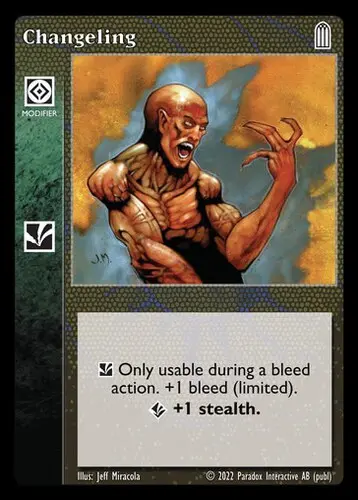 Changeling
MODIFIER
J.M.
Only usable during a bleed
action. +1 bleed (limited).
+1 stealth.
Illus: Jeff Miracola © 2022 Paradox Interactive AB (publ)